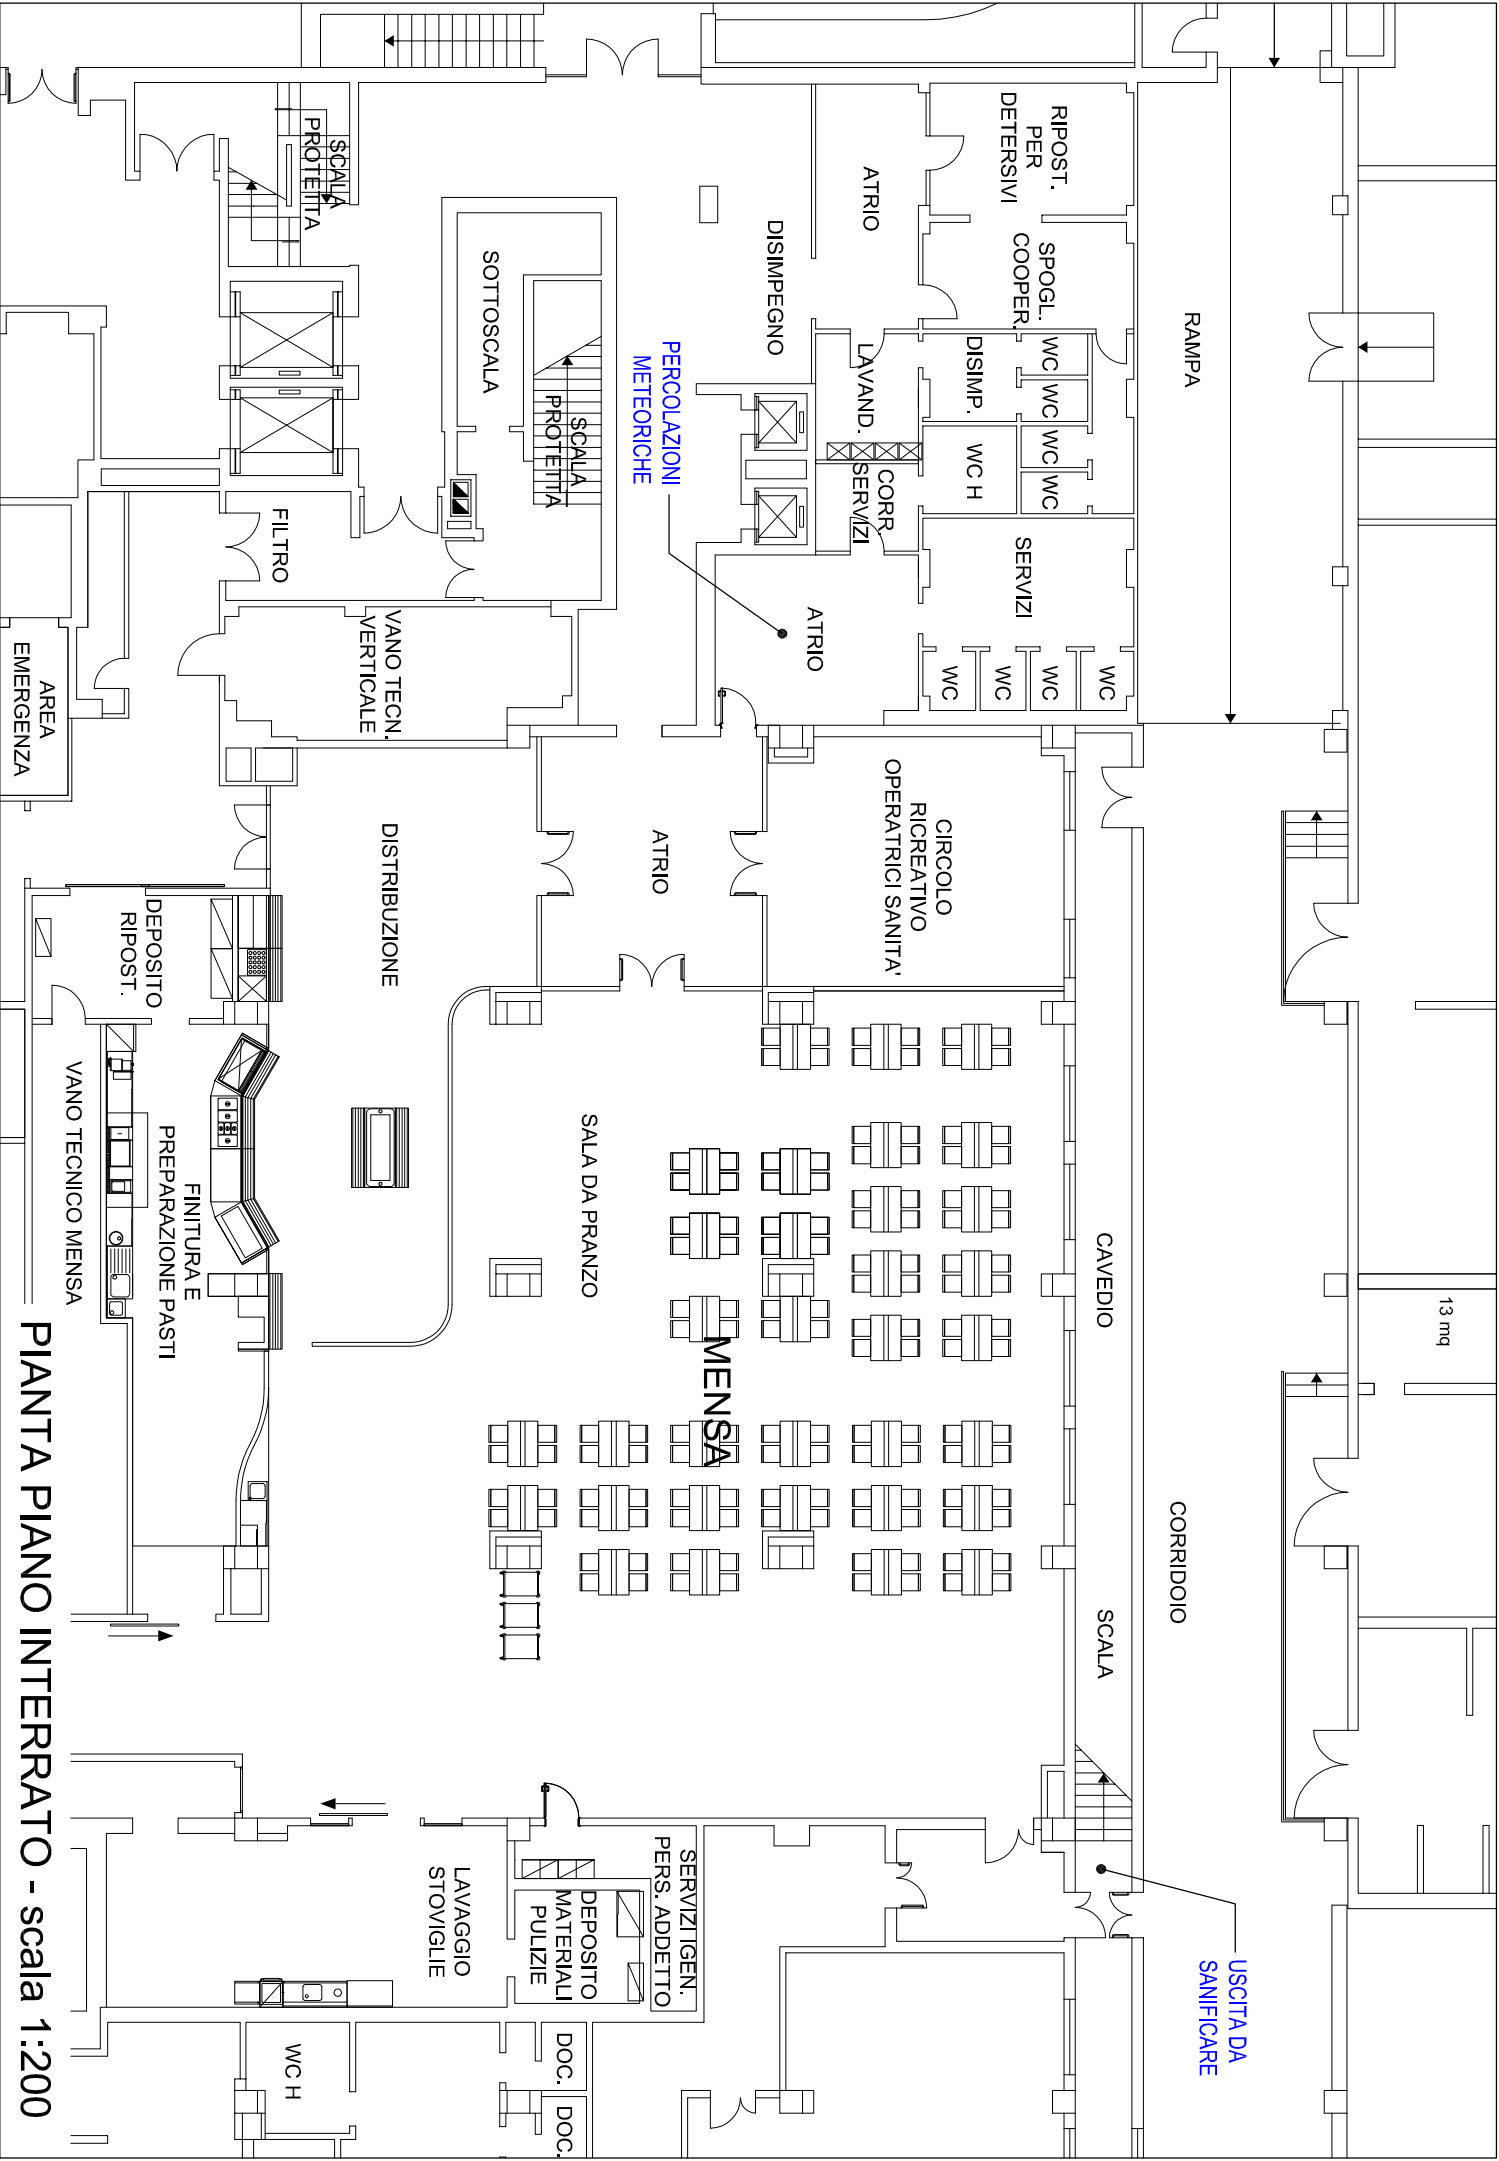 RAMPA
13 mq
RIPOST.
PER
DETERSIVI
SPOGL.
COOPER.
ATRIO
DISIMPEGNO
LAVAND.
DISIMP.
WC
WC
WC
WC
WC H
CORR.
SERVIZI
SERVIZI
WC
WC
WC
WC
ATRIO
PERCOLAZIONI
METEORICHE
SCALA
PROTETTA
SOTTOSCALA
SCALA
PROTETTA
FILTRO
VANO TECN.
VERTICALE
AREA
EMERGENZA
CIRCOLO
RICREATIVO
OPERATRICI SANITA'
ATRIO
DISTRIBUZIONE
DEPOSITO
RIPOST.
CAVEDIO
CORRIDOIO
SCALA
SALA DA PRANZO
MENSA
FINITURA E
PREPARAZIONE PASTI
VANO TECNICO MENSA
USCITA DA
SANIFICARE
SERVIZI IGEN.
PERS. ADDETTO
DEPOSITO
MATERIALI
PULIZIE
LAVAGGIO
STOVIGLIE
WC H
DOC.
DOC.
PIANTA PIANO INTERRATO - scala 1:200